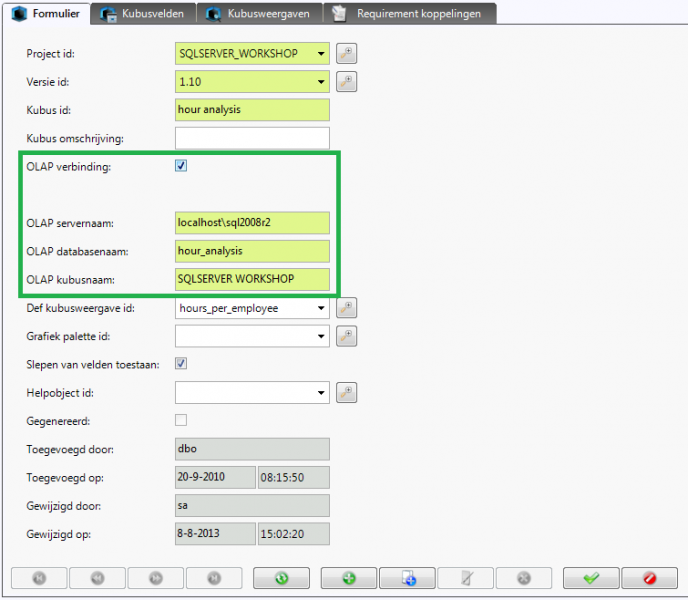 Formulier Kubusvelden Kubusweergaven Requirement koppelingen
Project id: SQLSERVER_WORKSHOP
Versie id: 1.10
Kubus id: hour analysis
Kubus omschrijving:
OLAP verbinding:
OLAP servernaam: localhost\sql2008r2
OLAP databasenaam: hour_analysis
OLAP kubusnaam: SQLSERVER WORKSHOP
Def kubusweergave id: hours_per_employee
Grafiek palette id:
Slepen van velden toestaan:
Helpobject id:
Gegenereerd:
Toegevoegd door: dbo
Toegevoegd op: 20-9-2010 08:15:50
Gewijzigd door: sa
Gewijzigd op: 8-8-2013 15:02:20